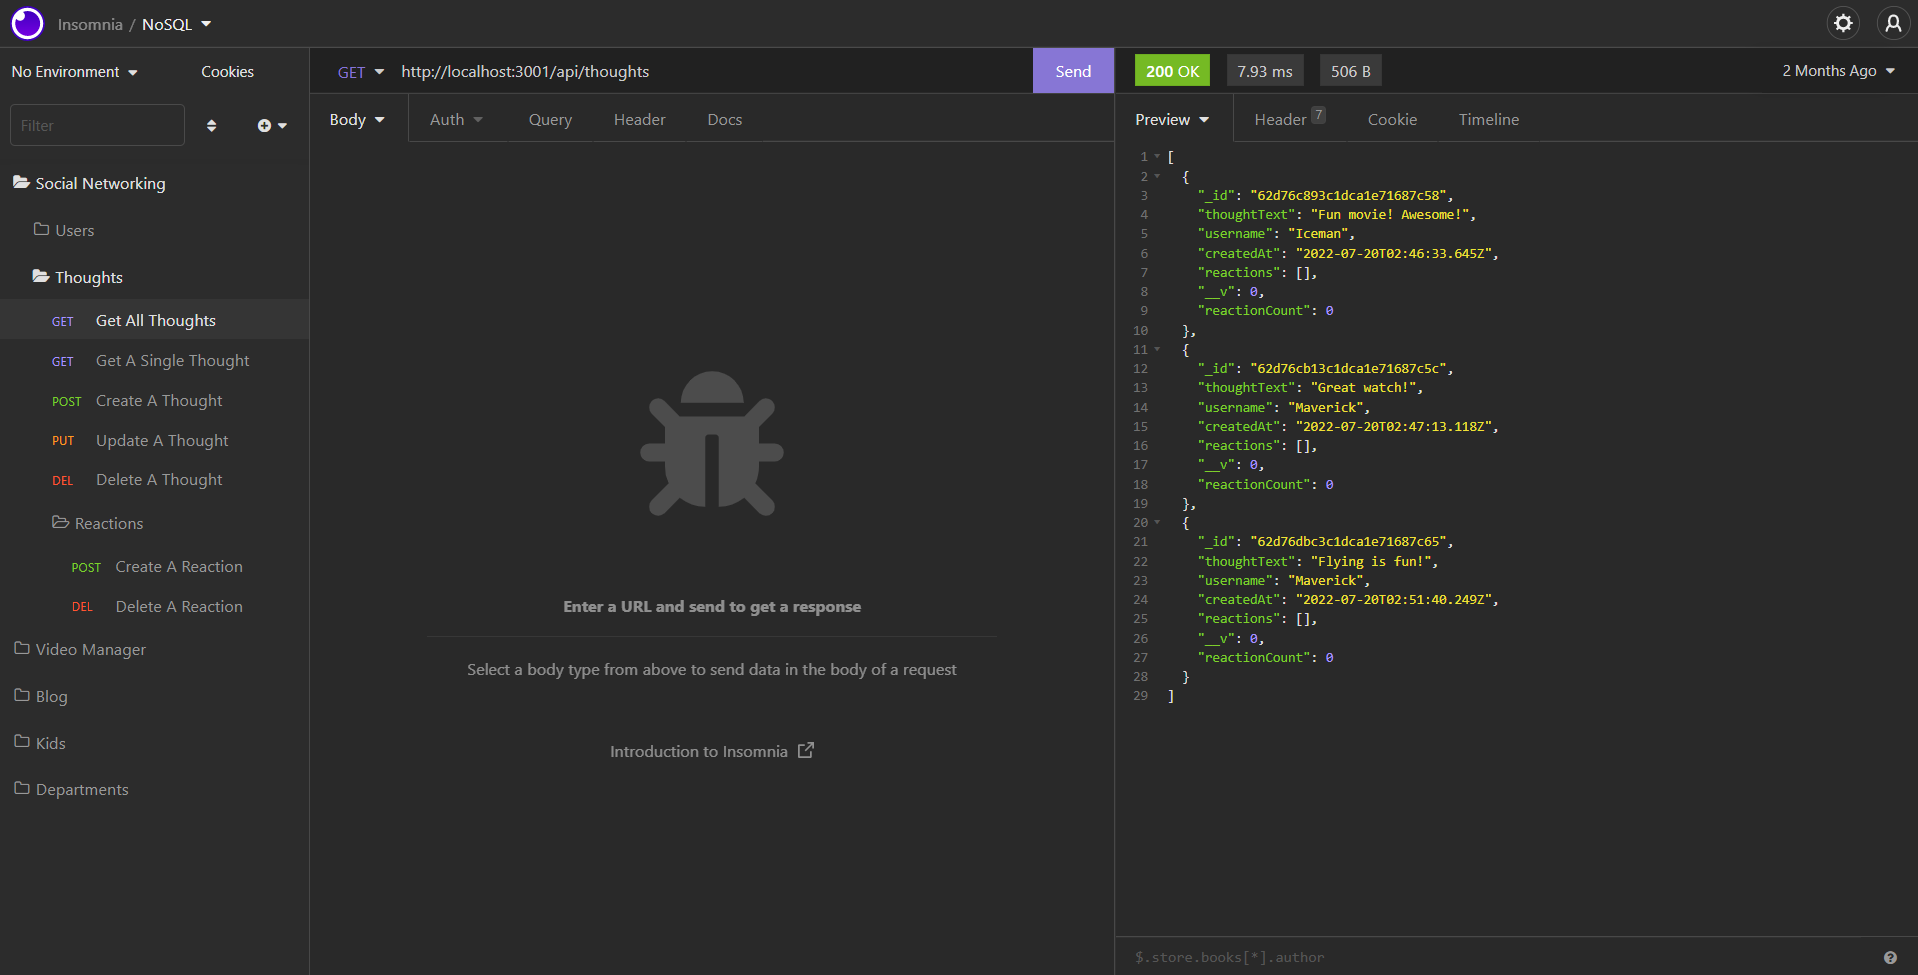 Insomnia / NoSQL
No Environment
Cookies
Filter
Social Networking
Users
Thoughts
GET Get All Thoughts
GET Get A Single Thought
POST Create A Thought
PUT Update A Thought
DEL Delete A Thought
Reactions
POST Create A Reaction
DEL Delete A Reaction
Video Manager
Blog
Kids
Departments
GET http://localhost:3001/api/thoughts Send
Body Auth Query Header Docs
Enter a URL and send to get a response
Select a body type from above to send data in the body of a request
Introduction to Insomnia
200 OK 7.93 ms 506 B 2 Months Ago
Preview Header 7 Cookie Timeline
1 [
2 {
3 "_id": "62d76c893c1dca1e71687c58",
4 "thoughtText": "Fun movie! Awesome!",
5 "username": "Iceman",
6 "createdAt": "2022-07-20T02:46:33.645Z",
7 "reactions": [],
8 "__v": 0,
9 "reactionCount": 0
10 },
11 {
12 "_id": "62d76cb13c1dca1e71687c5c",
13 "thoughtText": "Great watch!",
14 "username": "Maverick",
15 "createdAt": "2022-07-20T02:47:13.118Z",
16 "reactions": [],
17 "__v": 0,
18 "reactionCount": 0
19 },
20 {
21 "_id": "62d76dbc3c1dca1e71687c65",
22 "thoughtText": "Flying is fun!",
23 "username": "Maverick",
24 "createdAt": "2022-07-20T02:51:40.249Z",
25 "reactions": [],
26 "__v": 0,
27 "reactionCount": 0
28 }
29 ]
$.store.books[*].author